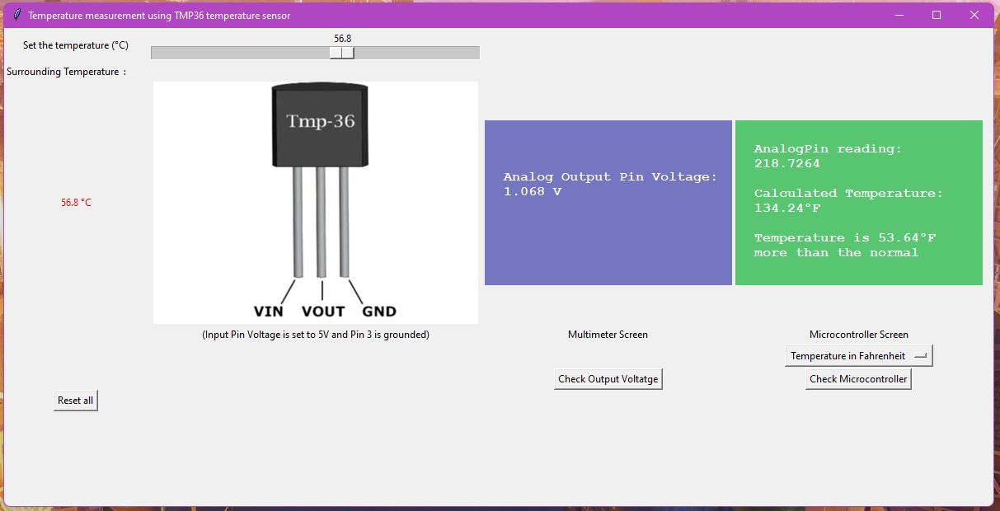 Temperature measurement using TMP36 temperature sensor
Set the temperature (°C)
56.8
Surrounding Temperature :
56.8 °C
Tmp-36
VIN VOUT GND
(Input Pin Voltage is set to 5V and Pin 3 is grounded)
Analog Output Pin Voltage:
1.068 V
Multimeter Screen
Check Output Voltatge
AnalogPin reading:
218.7264
Calculated Temperature:
134.24°F
Temperature is 53.64°F
more than the normal
Microcontroller Screen
Temperature in Fahrenheit
Check Microcontroller
Reset all